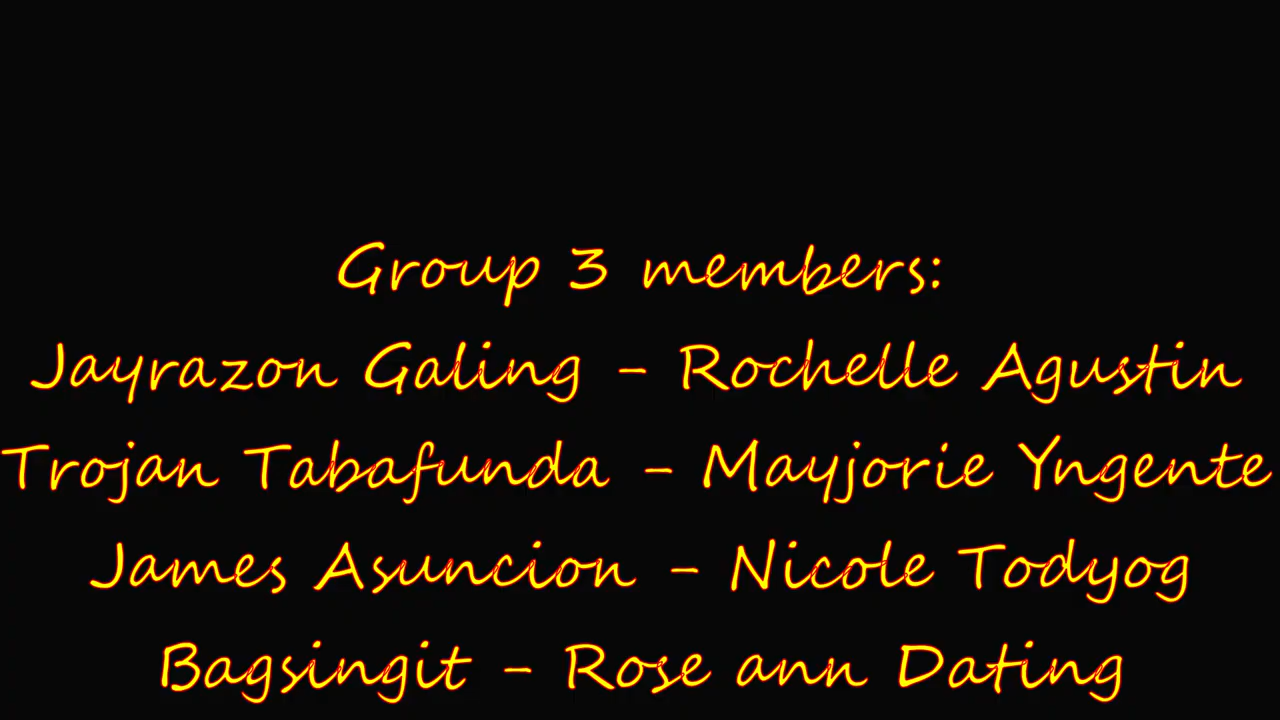 Group 3 members:
Jayrazon Galing - Rochelle Agustin
Trojan Tabafunda - Mayjorie Yngente
James Asuncion - Nicole Todyog
Bagsingit - Rose ann Dating